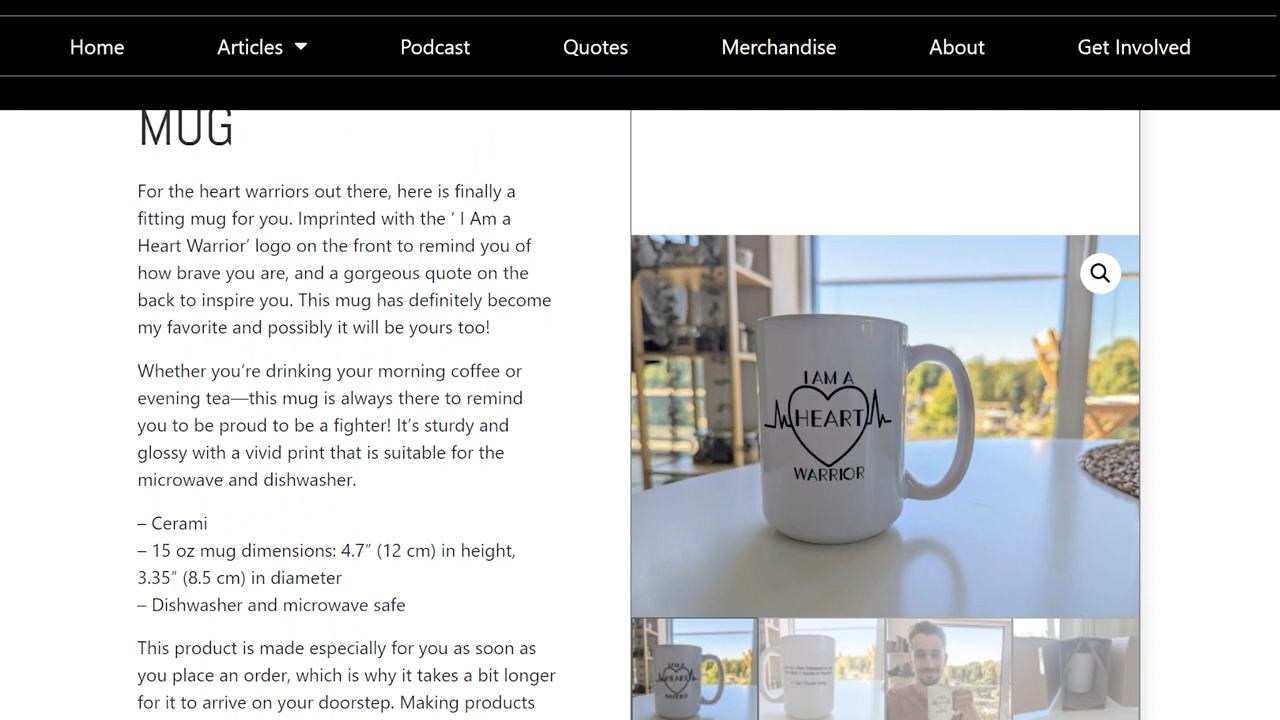 Home Articles Podcast Quotes Merchandise About Get Involved
MUG
For the heart warriors out there, here is finally a
fitting mug for you. Imprinted with the ‘ I Am a
Heart Warrior’ logo on the front to remind you of
how brave you are, and a gorgeous quote on the
back to inspire you. This mug has definitely become
my favorite and possibly it will be yours too!
Whether you’re drinking your morning coffee or
evening tea—this mug is always there to remind
you to be proud to be a fighter! It’s sturdy and
glossy with a vivid print that is suitable for the
microwave and dishwasher.
– Cerami
– 15 oz mug dimensions: 4.7″ (12 cm) in height,
3.35″ (8.5 cm) in diameter
– Dishwasher and microwave safe
This product is made especially for you as soon as
you place an order, which is why it takes a bit longer
for it to arrive on your doorstep. Making products
I AM A
HEART
WARRIOR
I AM A
HEART
WARRIOR